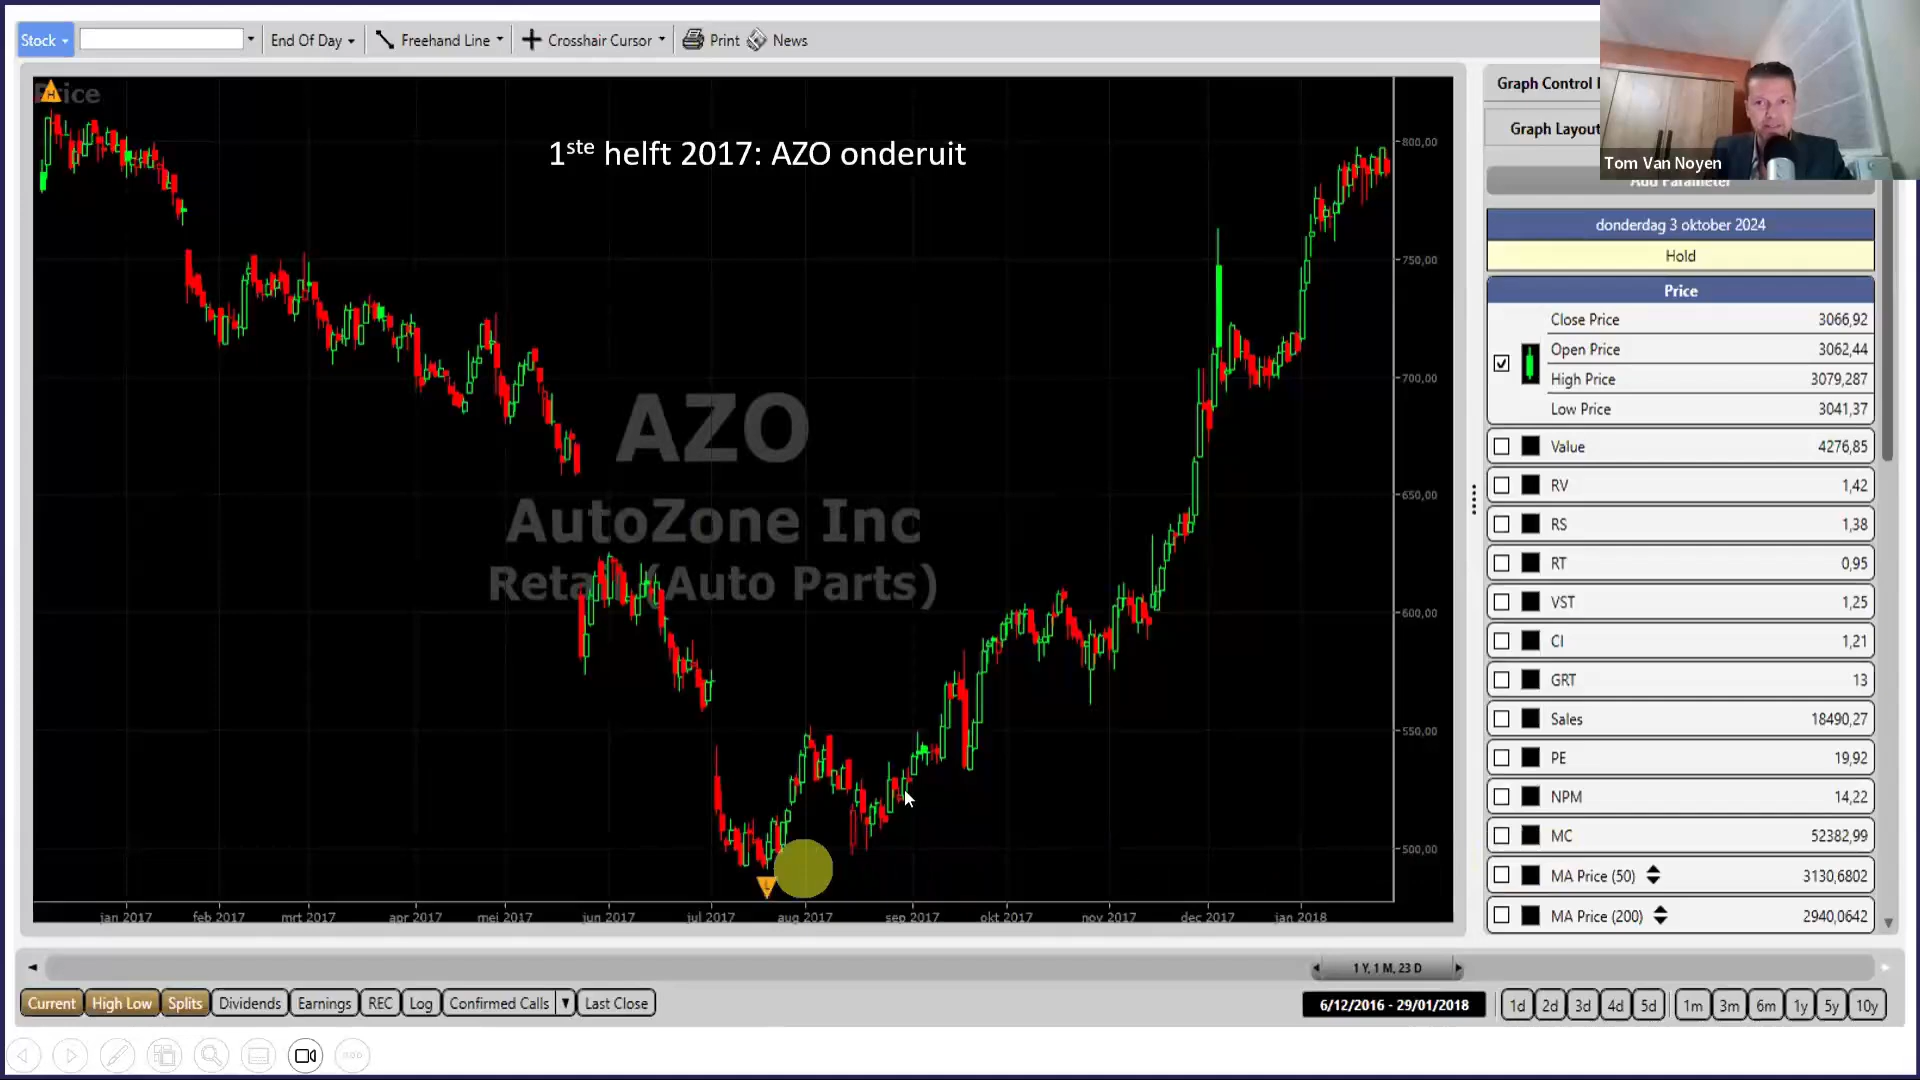 Stock
End Of Day
Freehand Line
Crosshair Cursor
Print
News
Price
H
1ste helft 2017: AZO onderuit
AZO
AutoZone Inc
(Auto Parts)
800,00
750,00
700,00
650,00
600,00
550,00
500,00
L
jan 2017
feb 2017
mrt 2017
apr 2017
mei 2017
jun 2017
jul 2017
aug 2017
sep 2017
okt 2017
nov 2017
dec 2017
jan 2018
Tom Van Noyen
Graph Control
Graph Layout
Add Parameter
donderdag 3 oktober 2024
Hold
Price
Close Price 3066,92
Open Price 3062,44
High Price 3079,287
Low Price 3041,37
Value 4276,85
RV 1,42
RS 1,38
RT 0,95
VST 1,25
CI 1,21
GRT 13
Sales 18490,27
PE 19,92
NPM 14,22
MC 52382,99
MA Price (50) 3130,6802
MA Price (200) 2940,0642
1 Y, 1 M, 23 D
Current
High Low
Splits
Dividends
Earnings
REC
Log
Confirmed Calls
Last Close
6/12/2016 - 29/01/2018
1d
2d
3d
4d
5d
1m
3m
6m
1y
5y
10y